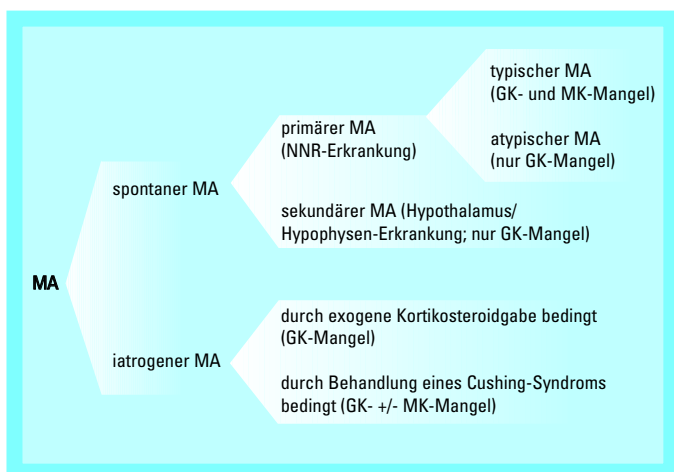 MA
spontaner MA
primärer MA
(NNR-Erkrankung)
typischer MA
(GK- und MK-Mangel)
atypischer MA
(nur GK-Mangel)
sekundärer MA (Hypothalamus/
Hypophysen-Erkrankung; nur GK-Mangel)
iatrogener MA
durch exogene Kortikosteroidgabe bedingt
(GK-Mangel)
durch Behandlung eines Cushing-Syndroms
bedingt (GK- +/- MK-Mangel)